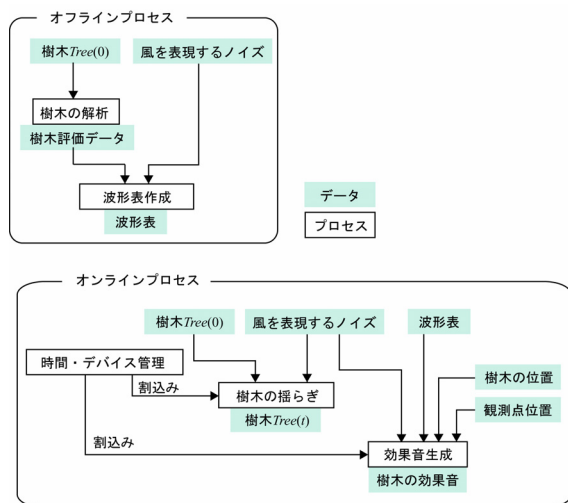 オフラインプロセス
樹木Tree(0)
風を表現するノイズ
樹木の解析
樹木評価データ
波形表作成
波形表
データ
プロセス
オンラインプロセス
樹木Tree(0)
風を表現するノイズ
波形表
時間・デバイス管理
樹木の位置
割込み
樹木の揺らぎ
観測点位置
樹木Tree(t)
割込み
効果音生成
樹木の効果音